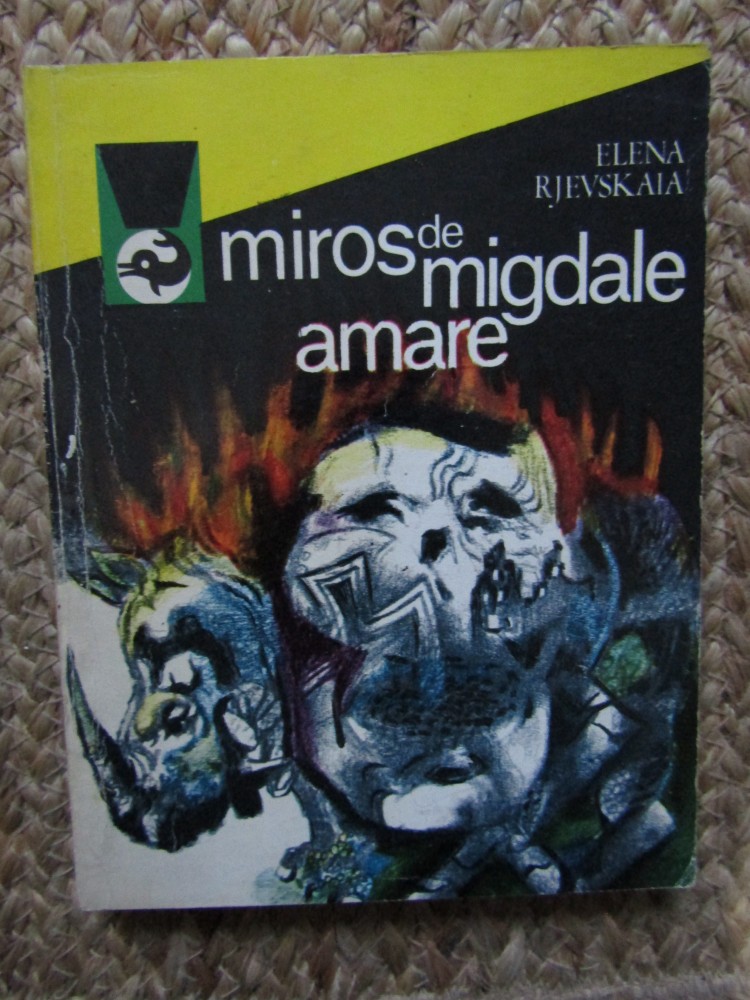 ELENA
RJEVSKAIA
miros de
migdale
amare